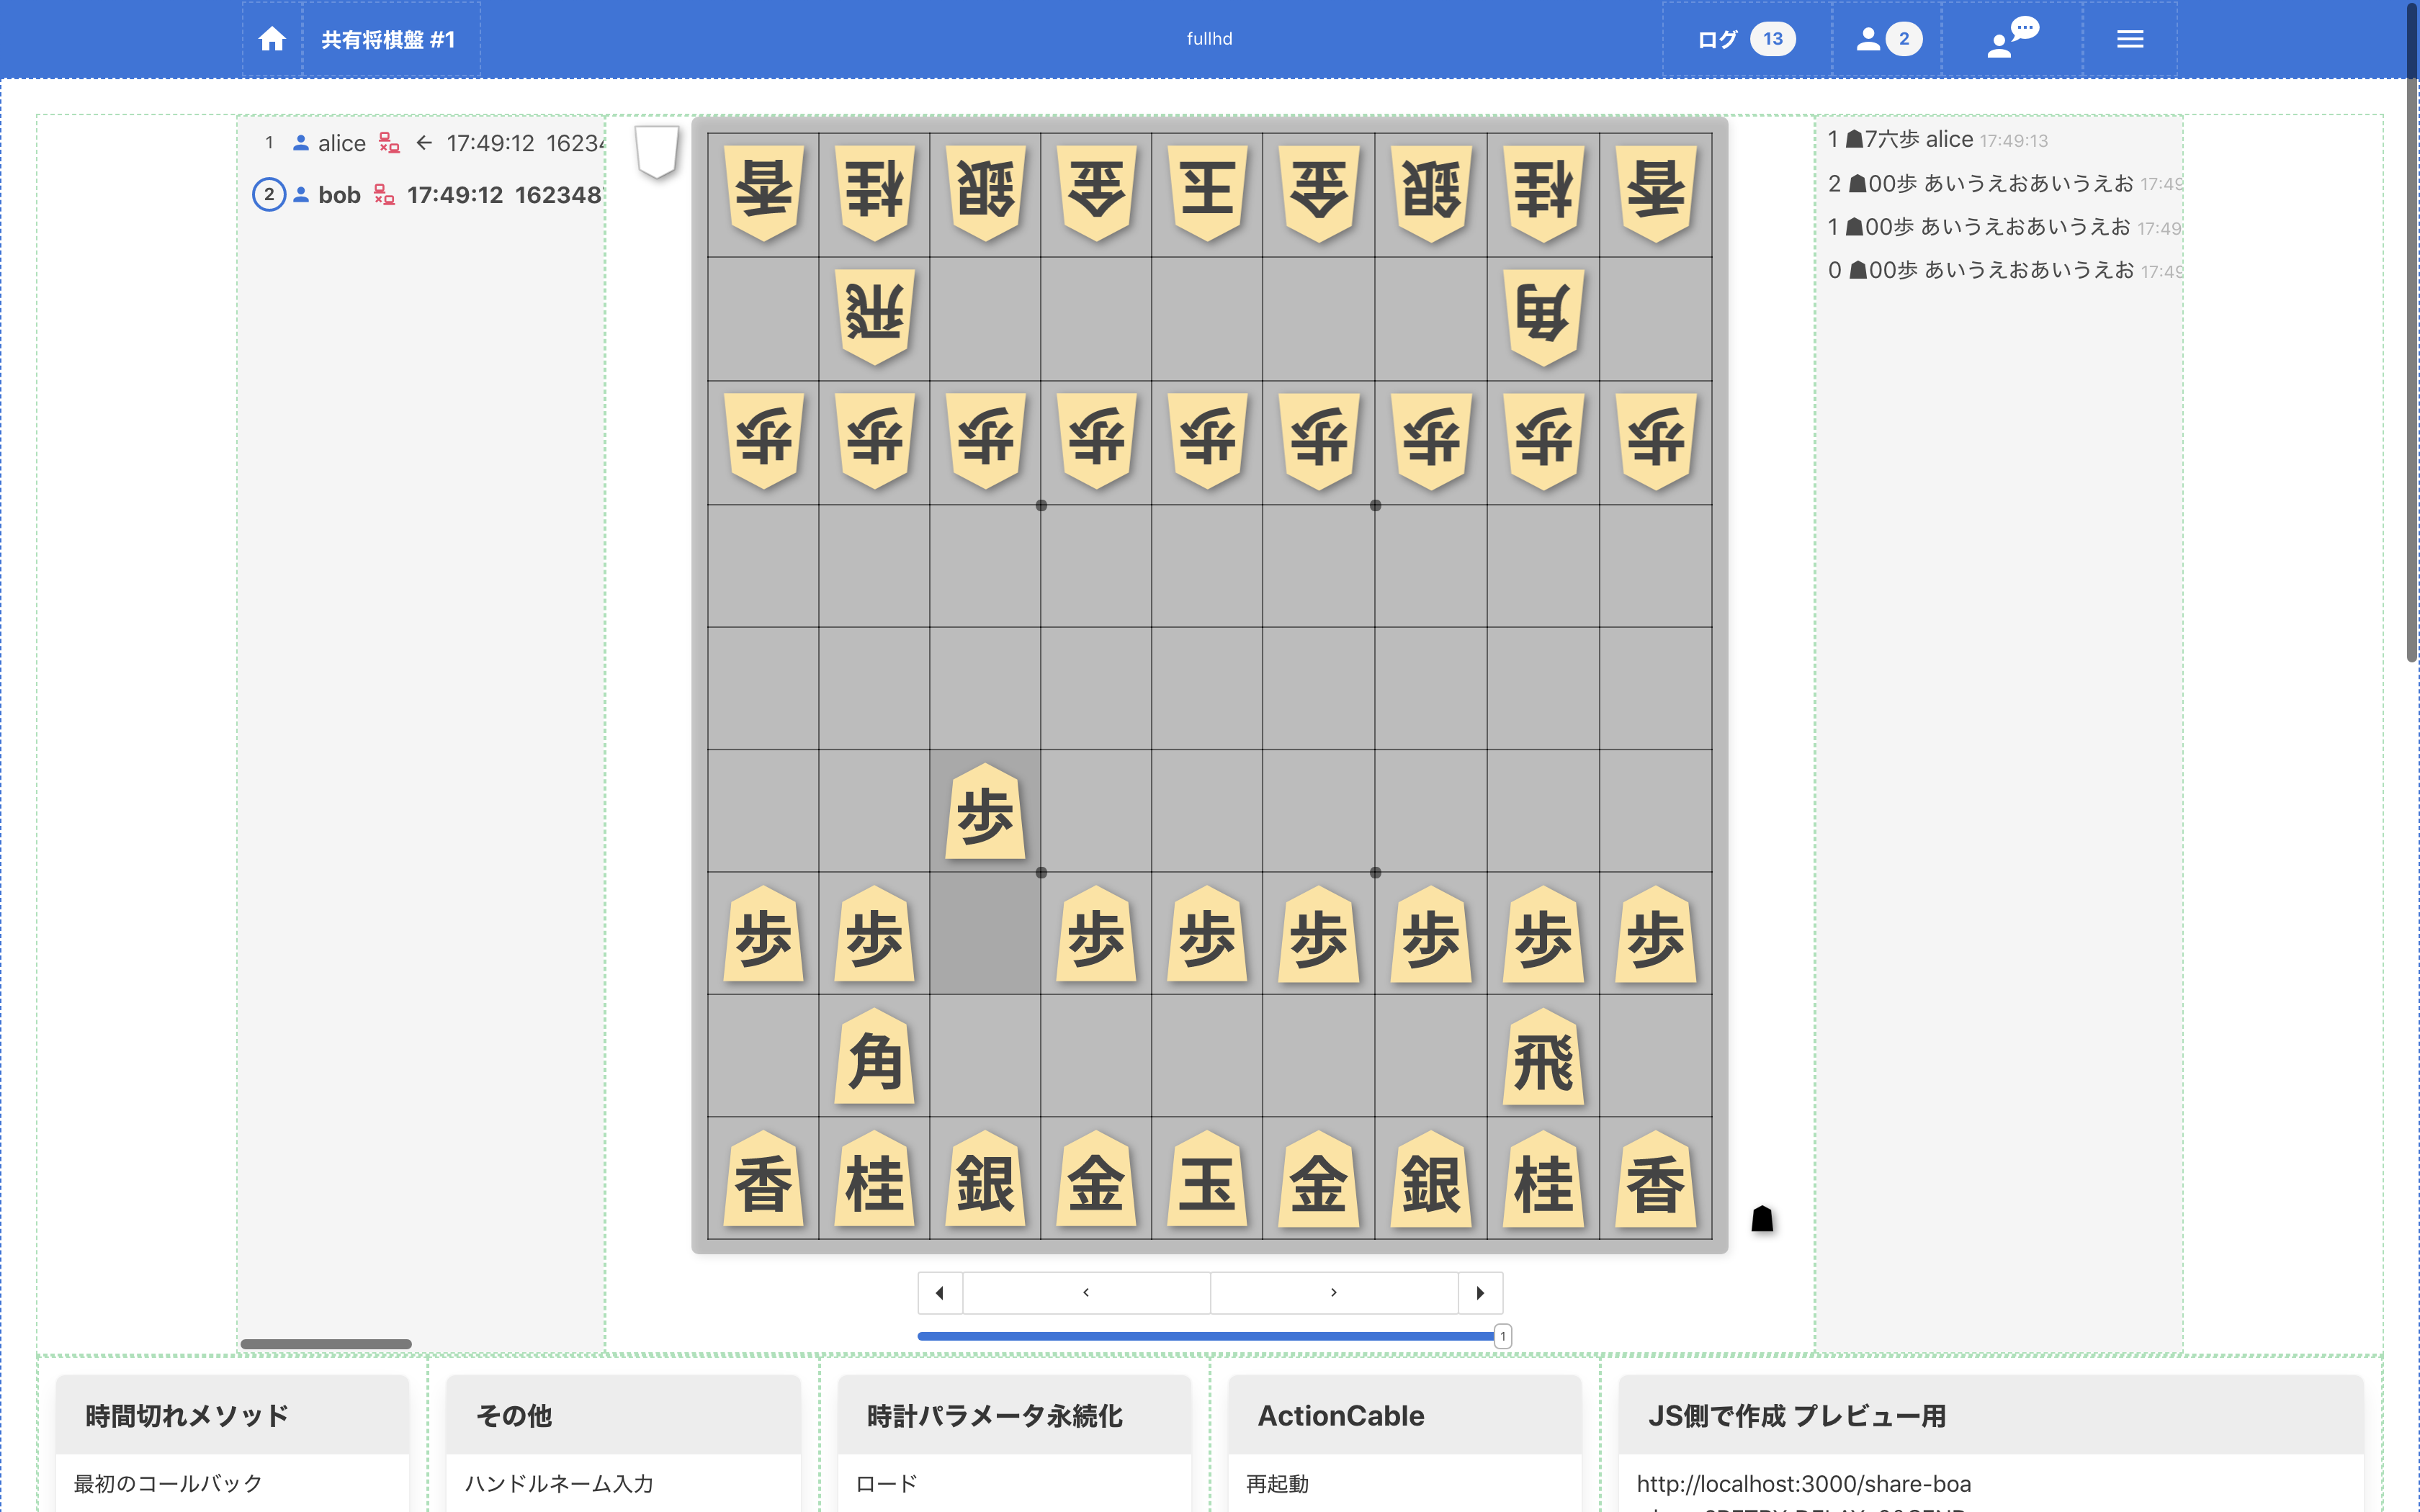 共有将棋盤 #1
fullhd
ログ 13
2
1 alice ← 17:49:12 1623
2 bob 17:49:12 162348
香 桂 銀 金 玉 金 銀 桂 香
飛 角
歩 歩 歩 歩 歩 歩 歩 歩 歩
歩
歩 歩 歩 歩 歩 歩 歩 歩
角 飛
香 桂 銀 金 玉 金 銀 桂 香
1
1 ☗7六歩 alice 17:49:13
2 ☗00歩 あいうえおあいうえお 17:49
1 ☗00歩 あいうえおあいうえお 17:49
0 ☗00歩 あいうえおあいうえお 17:49
時間切れメソッド
最初のコールバック
その他
ハンドルネーム入力
時計パラメータ永続化
ロード
ActionCable
再起動
JS側で作成 プレビュー用
http://localhost:3000/share-boa